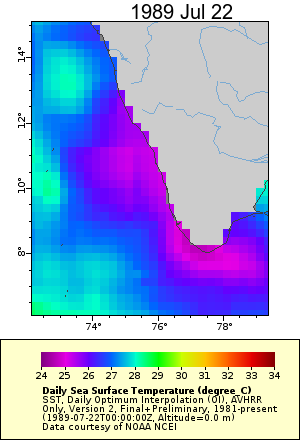 1989 Jul 22
14°
12°
10°
8°
74°
76°
78°
24 25 26 27 28 29 30 31 32 33 34
Daily Sea Surface Temperature (degree_C)
SST, Daily Optimum Interpolation (OI), AVHRR
Only, Version 2, Final+Preliminary, 1981-present
(1989-07-22T00:00:00Z, Altitude=0.0 m)
Data courtesy of NOAA NCEI